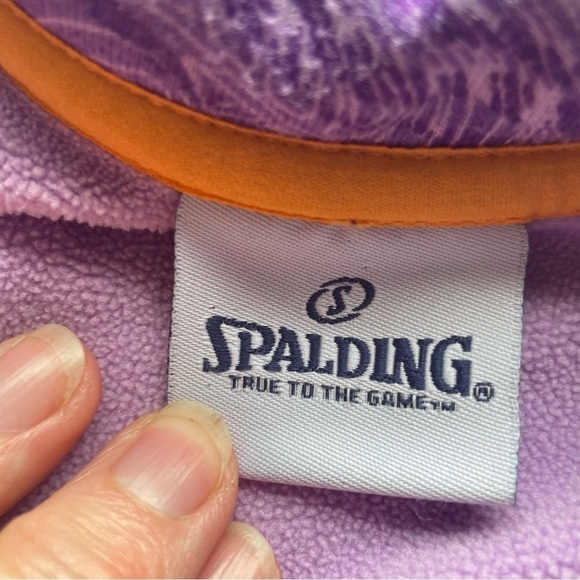 S
SPALDING®
TRUE TO THE GAME™